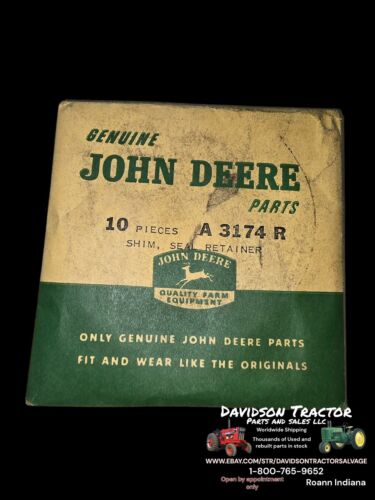 GENUINE
JOHN DEERE
PARTS
10 PIECES A 3174 R
SHIM, SEAL RETAINER
JOHN DEERE
QUALITY FARM
EQUIPMENT
ONLY GENUINE JOHN DEERE PARTS
FIT AND WEAR LIKE THE ORIGINALS
DAVIDSON TRACTOR
PARTS AND SALES LLC
Worldwide Shipping
Thousands of Used and
rebuilt parts in stock
WWW.EBAY.COM/STR/DAVIDSONTRACTORSALVAGE
1-800-765-9652
Open by appointment
only
Roann Indiana